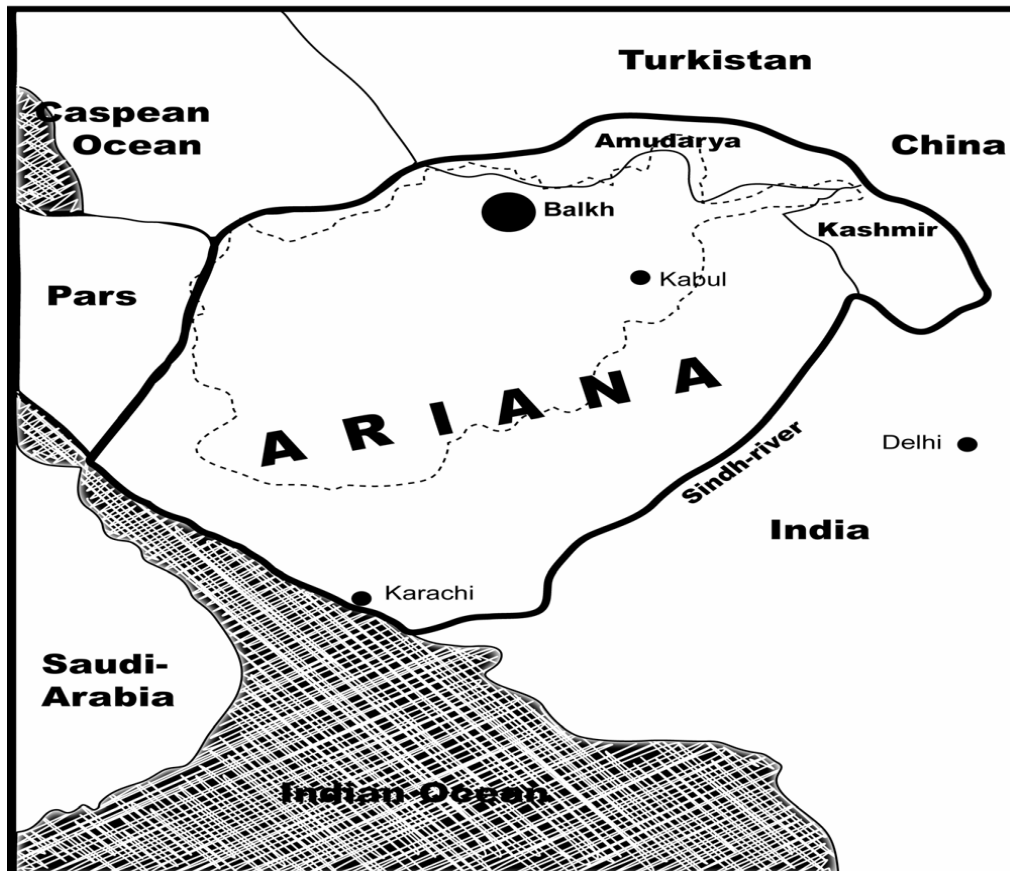 Turkistan
Caspean
Ocean
Amudarya
China
Balkh
Kashmir
Kabul
Pars
ARIANA
Delhi
Sindh-river
India
Karachi
Saudi-
Arabia
Indian Ocean